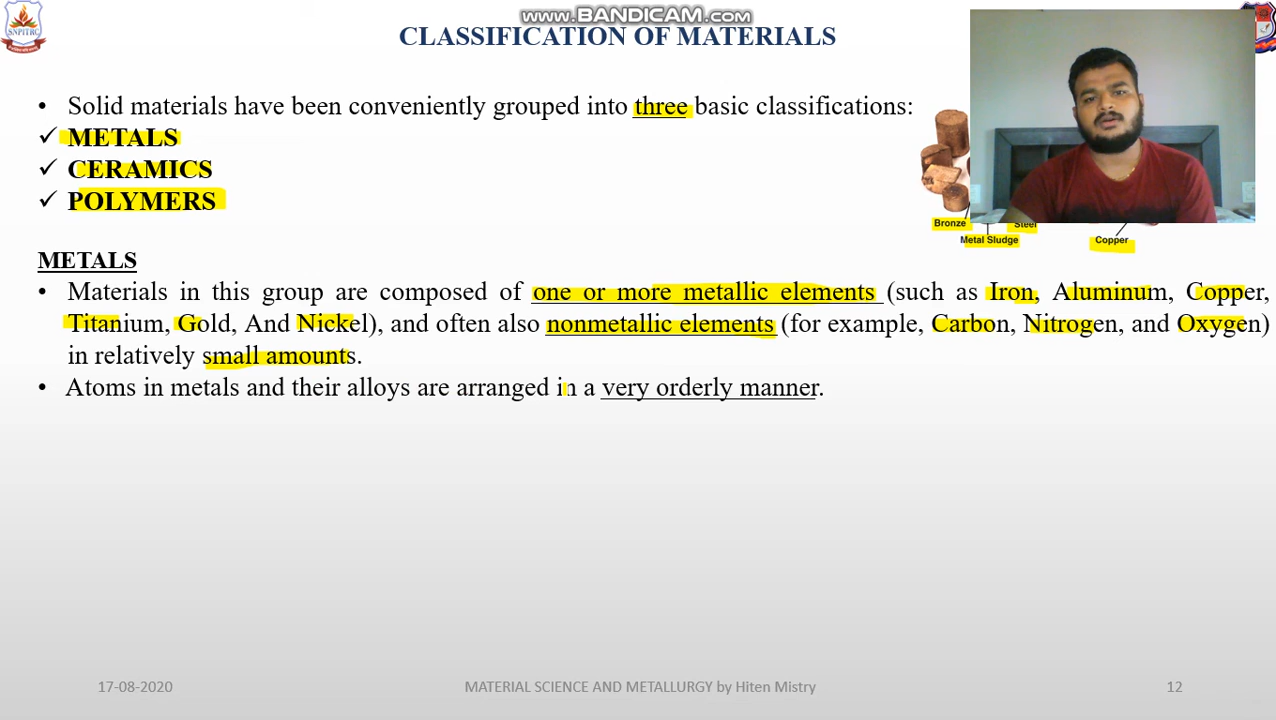 www.BANDICAM.com
SNPITRC
CLASSIFICATION OF MATERIALS
• Solid materials have been conveniently grouped into three basic classifications:
✓ METALS
✓ CERAMICS
✓ POLYMERS
Bronze
Steel
Metal Sludge
Copper
METALS
• Materials in this group are composed of one or more metallic elements (such as Iron, Aluminum, Copper,
Titanium, Gold, And Nickel), and often also nonmetallic elements (for example, Carbon, Nitrogen, and Oxygen)
in relatively small amounts.
• Atoms in metals and their alloys are arranged in a very orderly manner.
17-08-2020
MATERIAL SCIENCE AND METALLURGY by Hiten Mistry
12